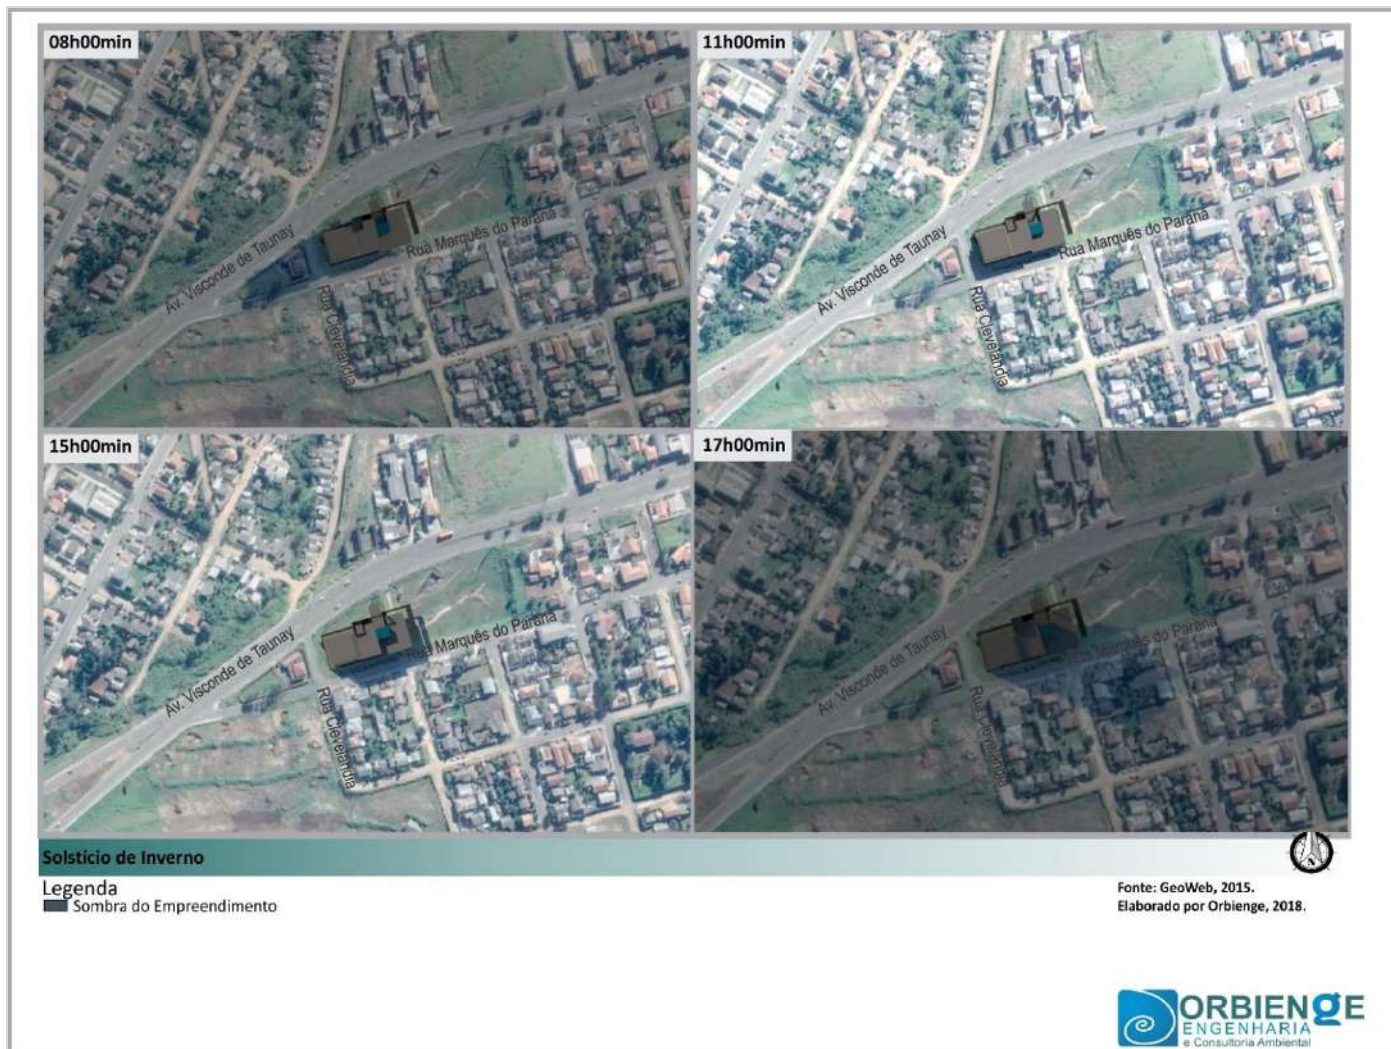 08h00min
Av. Visconde de Taunay
Rua Marquês do Paraná
Rua Clevelândia
11h00min
Av. Visconde de Taunay
Rua Marquês do Paraná
Rua Clevelândia
15h00min
Av. Visconde de Taunay
Rua Marquês do Paraná
Rua Clevelândia
17h00min
Av. Visconde de Taunay
Marquês do Paraná
Rua Clevelândia
Solstício de Inverno
Legenda
Sombra do Empreendimento
Fonte: GeoWeb, 2015.
Elaborado por Orbienge, 2018.
ORBIENGE
ENGENHARIA
e Consultoria Ambiental